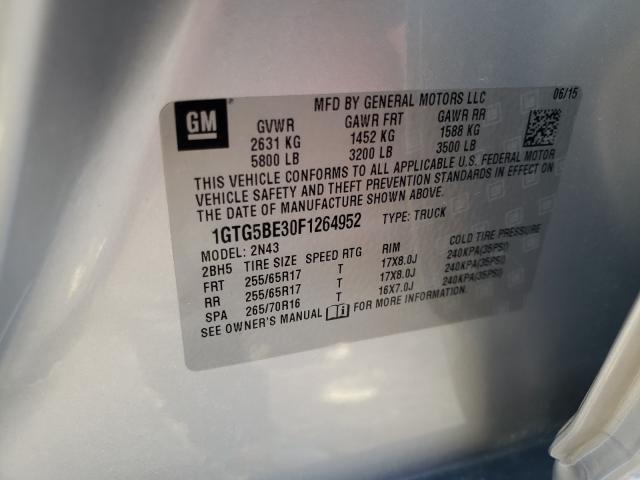 GM
MFD BY GENERAL MOTORS LLC 06/15
GVWR GAWR FRT GAWR RR
2631 KG 1452 KG 1588 KG
5800 LB 3200 LB 3500 LB
THIS VEHICLE CONFORMS TO ALL APPLICABLE U.S. FEDERAL MOTOR
VEHICLE SAFETY AND THEFT PREVENTION STANDARDS IN EFFECT ON
THE DATE OF MANUFACTURE SHOWN ABOVE.
1GTG5BE30F1264952 TYPE: TRUCK
MODEL: 2N43
2BH5 TIRE SIZE SPEED RTG RIM COLD TIRE PRESSURE
FRT 255/65R17 T 17X8.0J 240KPA(35PSI)
RR 255/65R17 T 17X8.0J 240KPA(35PSI)
SPA 265/70R16 T 16X7.0J 240KPA(35PSI)
SEE OWNER'S MANUAL FOR MORE INFORMATION.